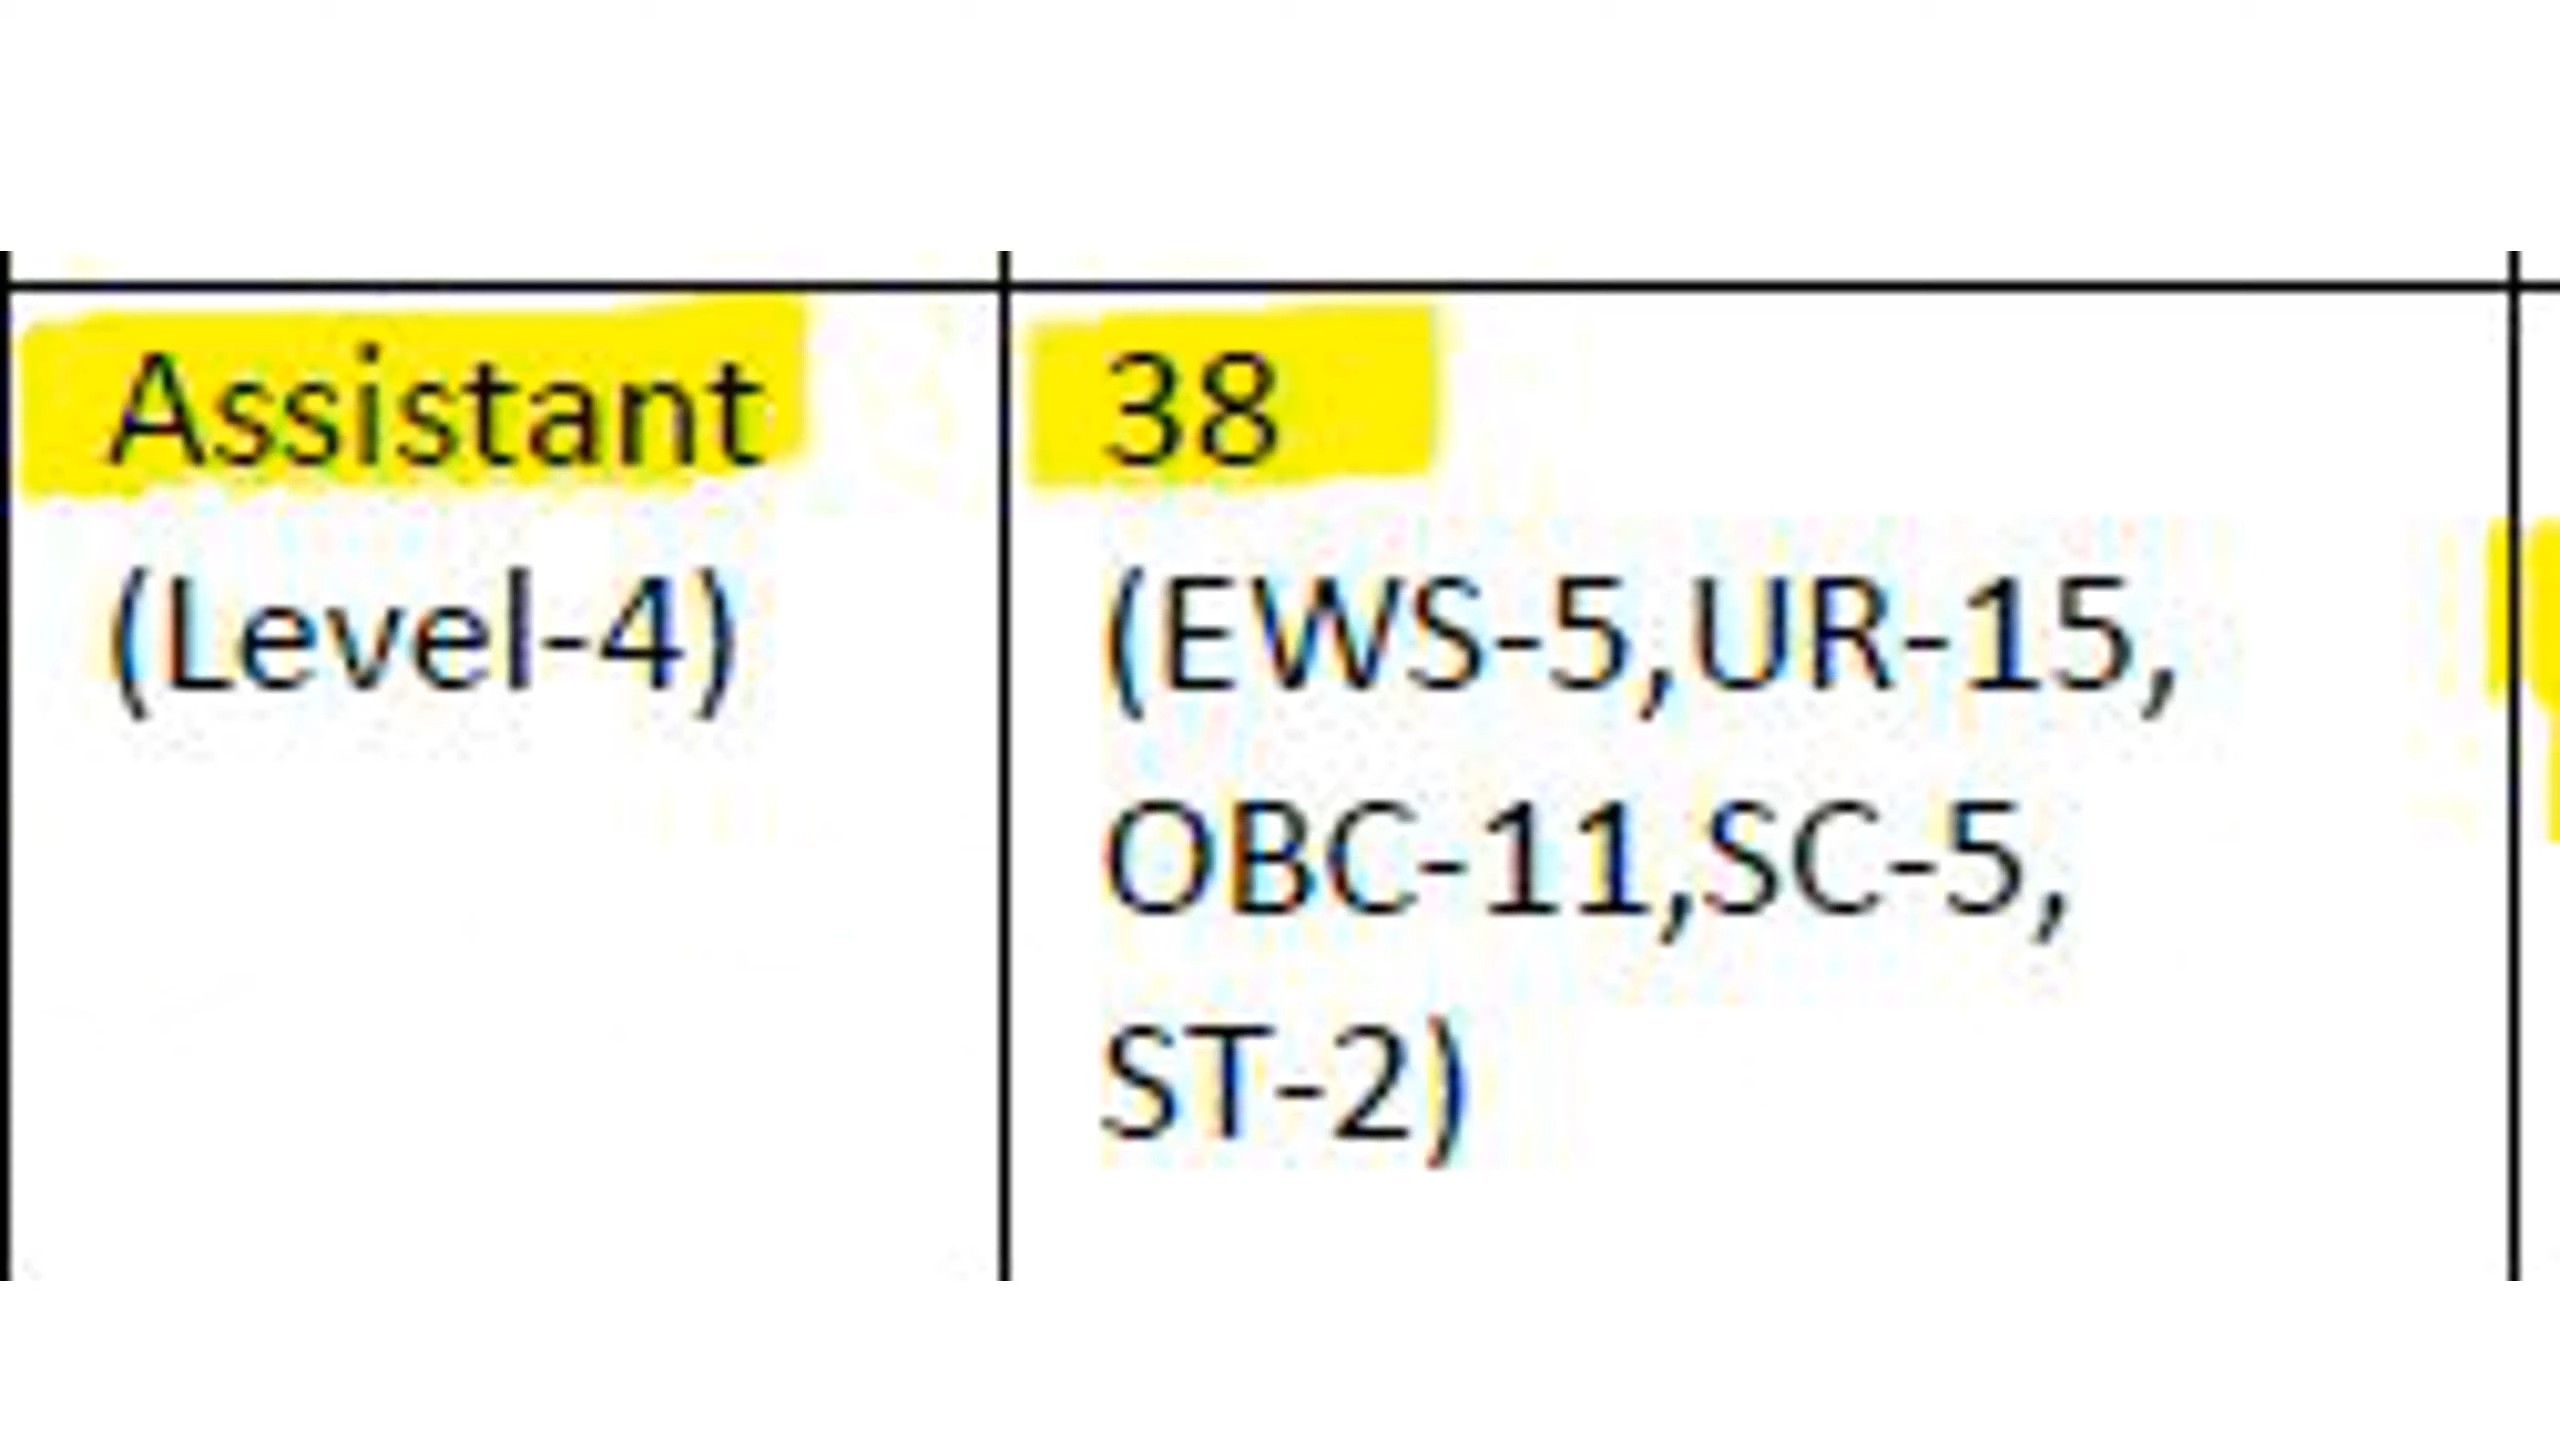 Assistant
(Level-4)
38
(EWS-5,UR-15,
OBC-11,SC-5,
ST-2)